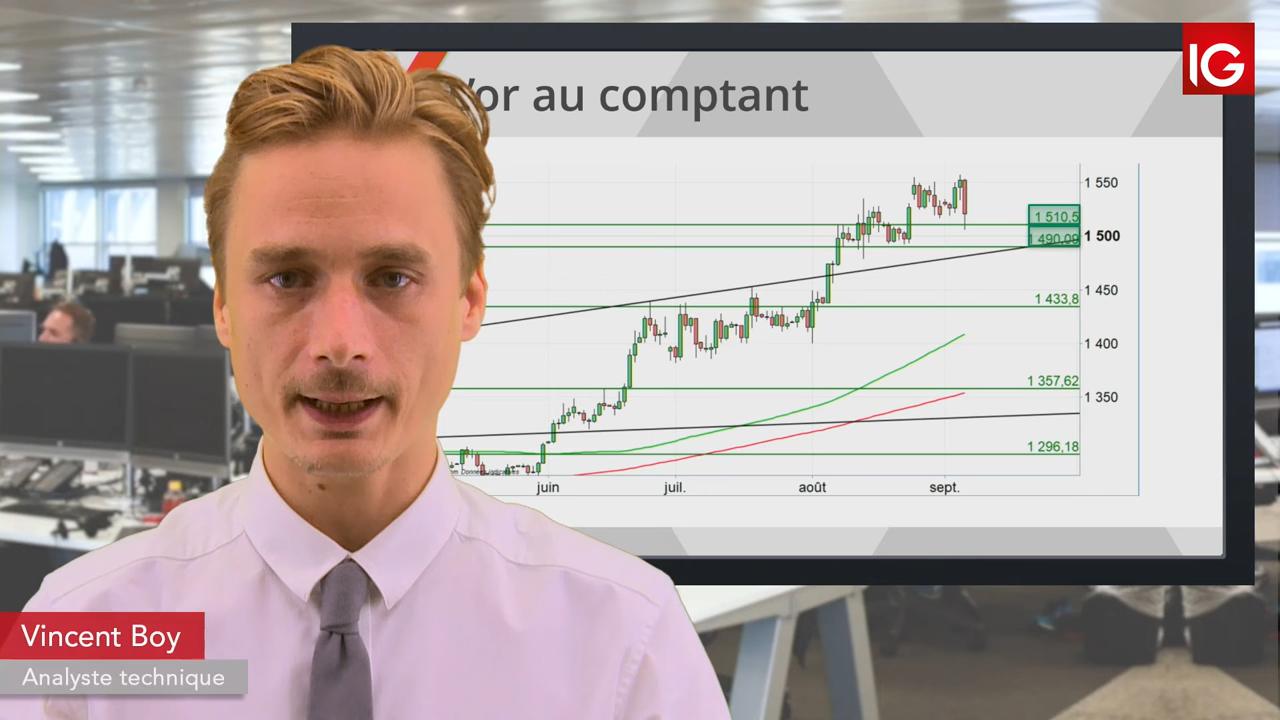 IG
or au comptant
1 550
1 510,5
1 500
1 490,09
1 450
1 433,8
1 400
1 357,62
1 350
1 296,18
juin
juil.
août
sept.
Vincent Boy
Analyste technique